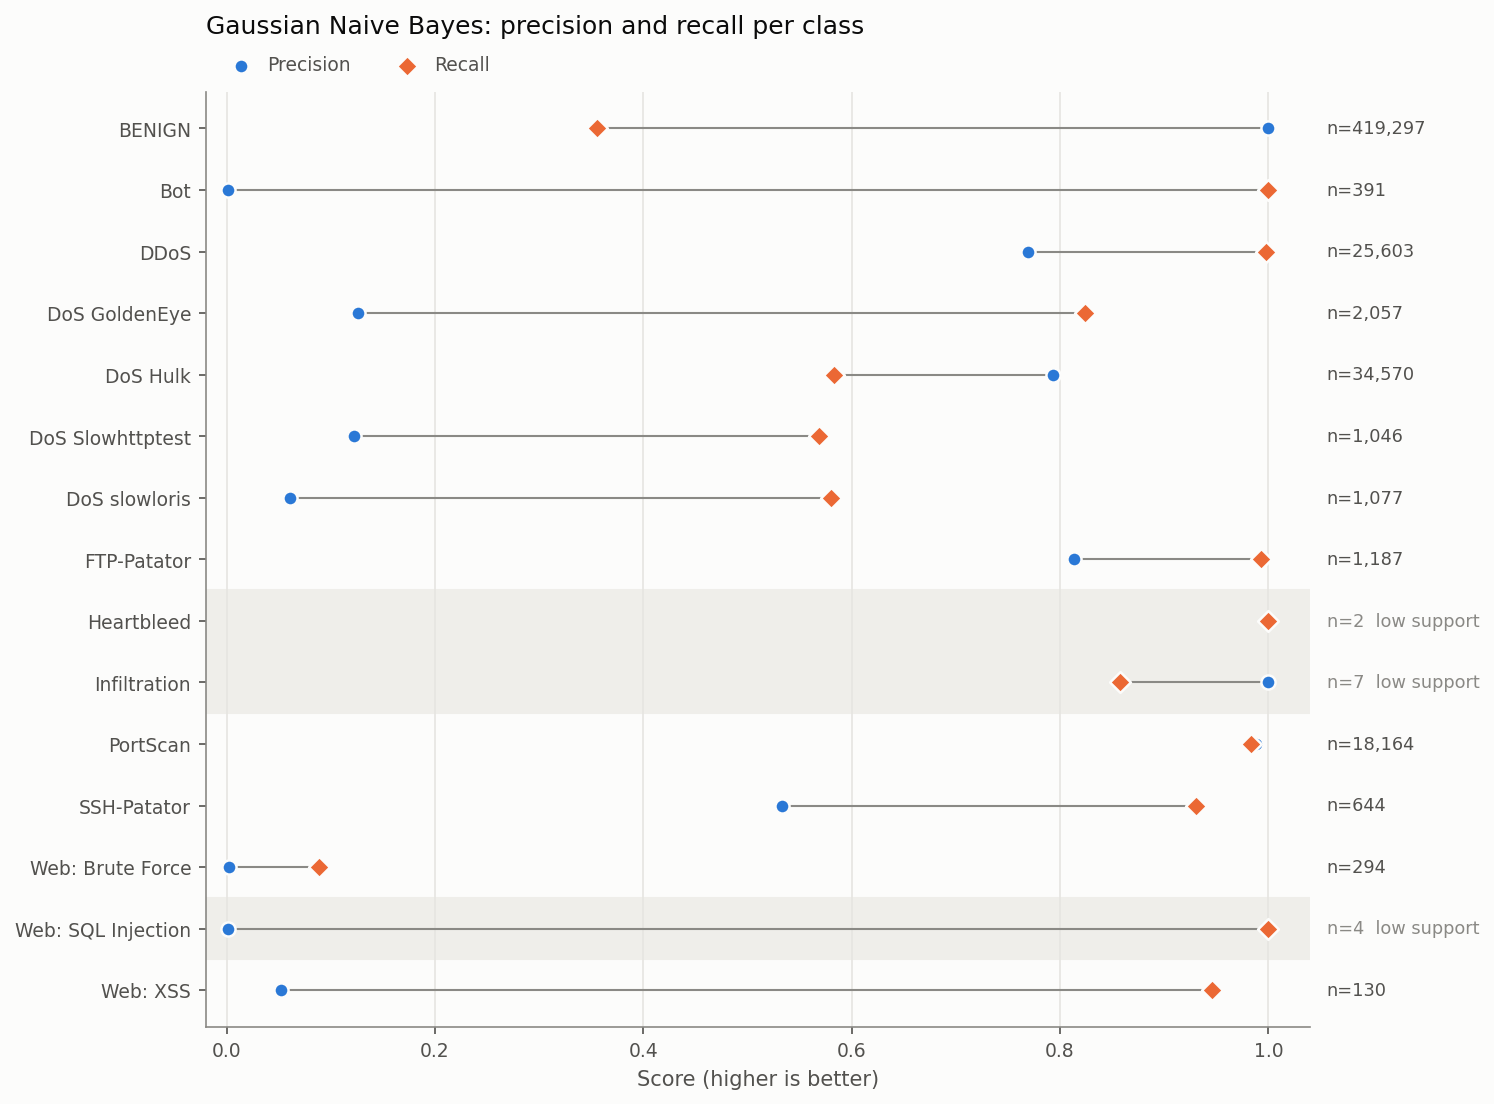 Gaussian Naive Bayes: precision and recall per class
Precision Recall
BENIGN n=419,297
Bot n=391
DDoS n=25,603
DoS GoldenEye n=2,057
DoS Hulk n=34,570
DoS Slowhttptest n=1,046
DoS slowloris n=1,077
FTP-Patator n=1,187
Heartbleed n=2 low support
Infiltration n=7 low support
PortScan n=18,164
SSH-Patator n=644
Web: Brute Force n=294
Web: SQL Injection n=4 low support
Web: XSS n=130
0.0 0.2 0.4 0.6 0.8 1.0
Score (higher is better)